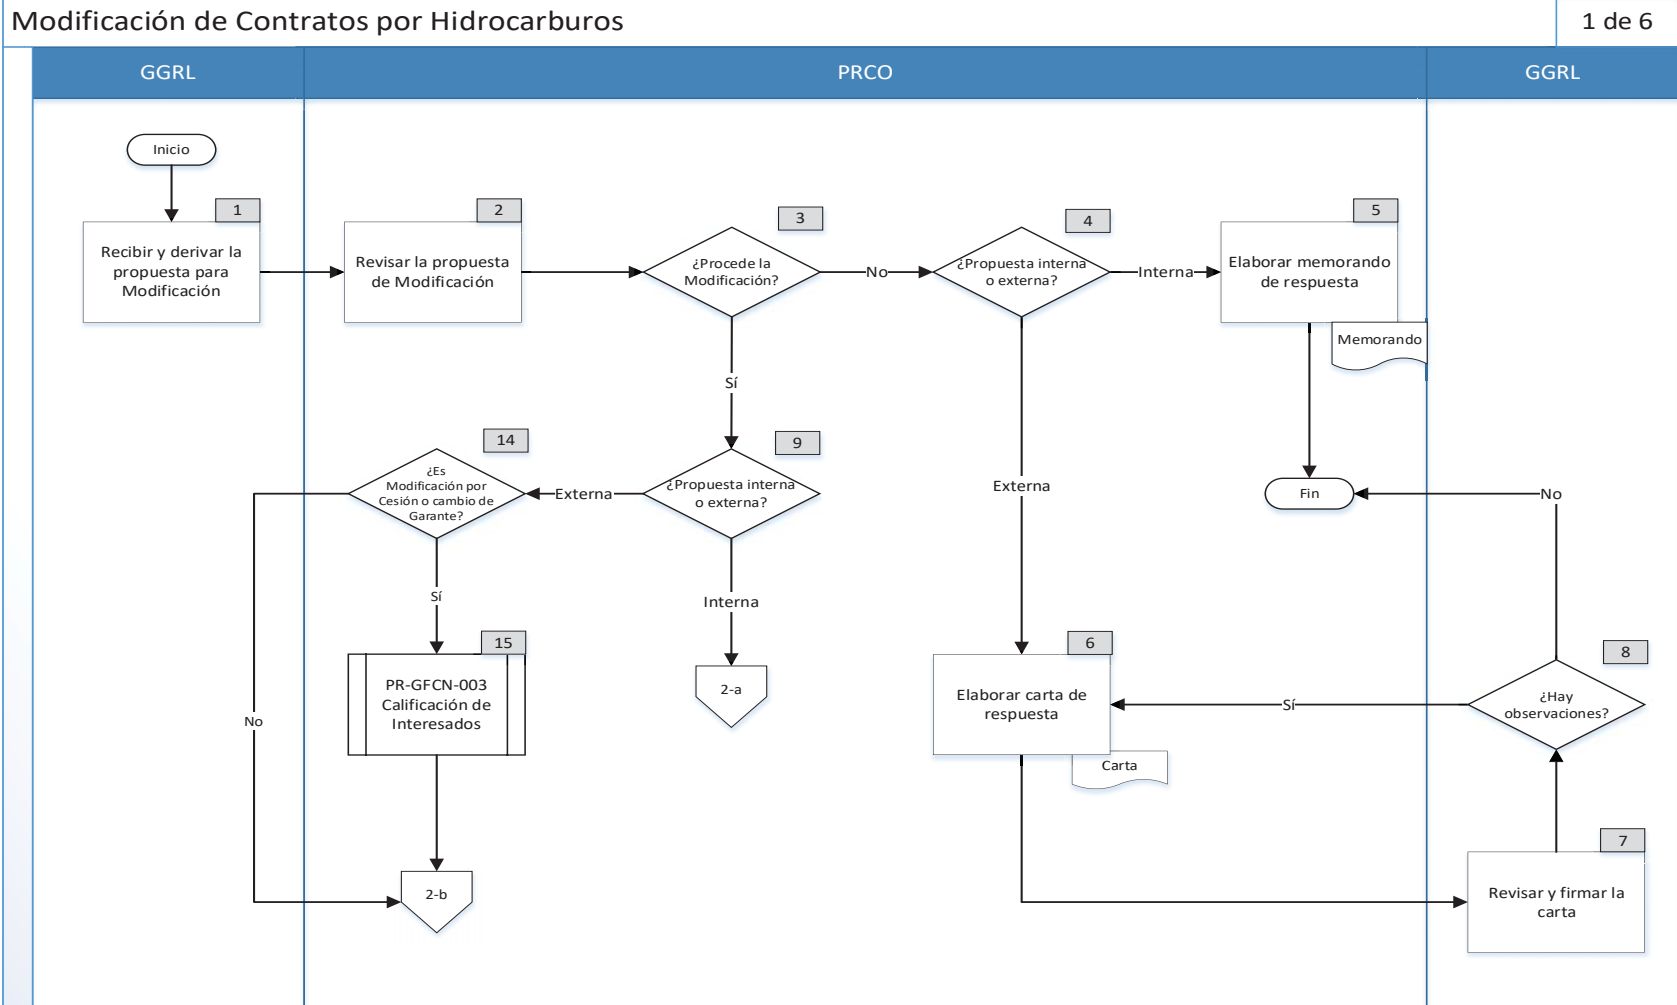 Modificación de Contratos por Hidrocarburos
1 de 6
GGRL
PRCO
GGRL
Inicio
1
Recibir y derivar la
propuesta para
Modificación
2
Revisar la propuesta
de Modificación
3
¿Procede la
Modificación?
No
4
¿Propuesta interna
o externa?
Interna
5
Elaborar memorando
de respuesta
Memorando
Sí
14
¿Es
Modificación por
Cesión o cambio de
Garante?
Externa
9
¿Propuesta interna
o externa?
Externa
Fin
No
Sí
Interna
15
PR-GFCN-003
Calificación de
Interesados
2-a
6
Elaborar carta de
respuesta
Carta
Sí
8
¿Hay
observaciones?
No
2-b
7
Revisar y firmar la
carta